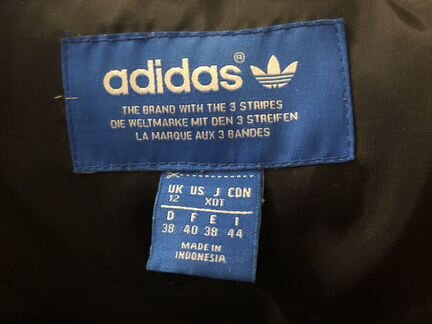 adidas®
THE BRAND WITH THE 3 STRIPES
DIE WELTMARKE MIT DEN 3 STREIFEN
LA MARQUE AUX 3 BANDES
UK US J CDN
12 XOT
D F E I
38 40 38 44
MADE IN
INDONESIA